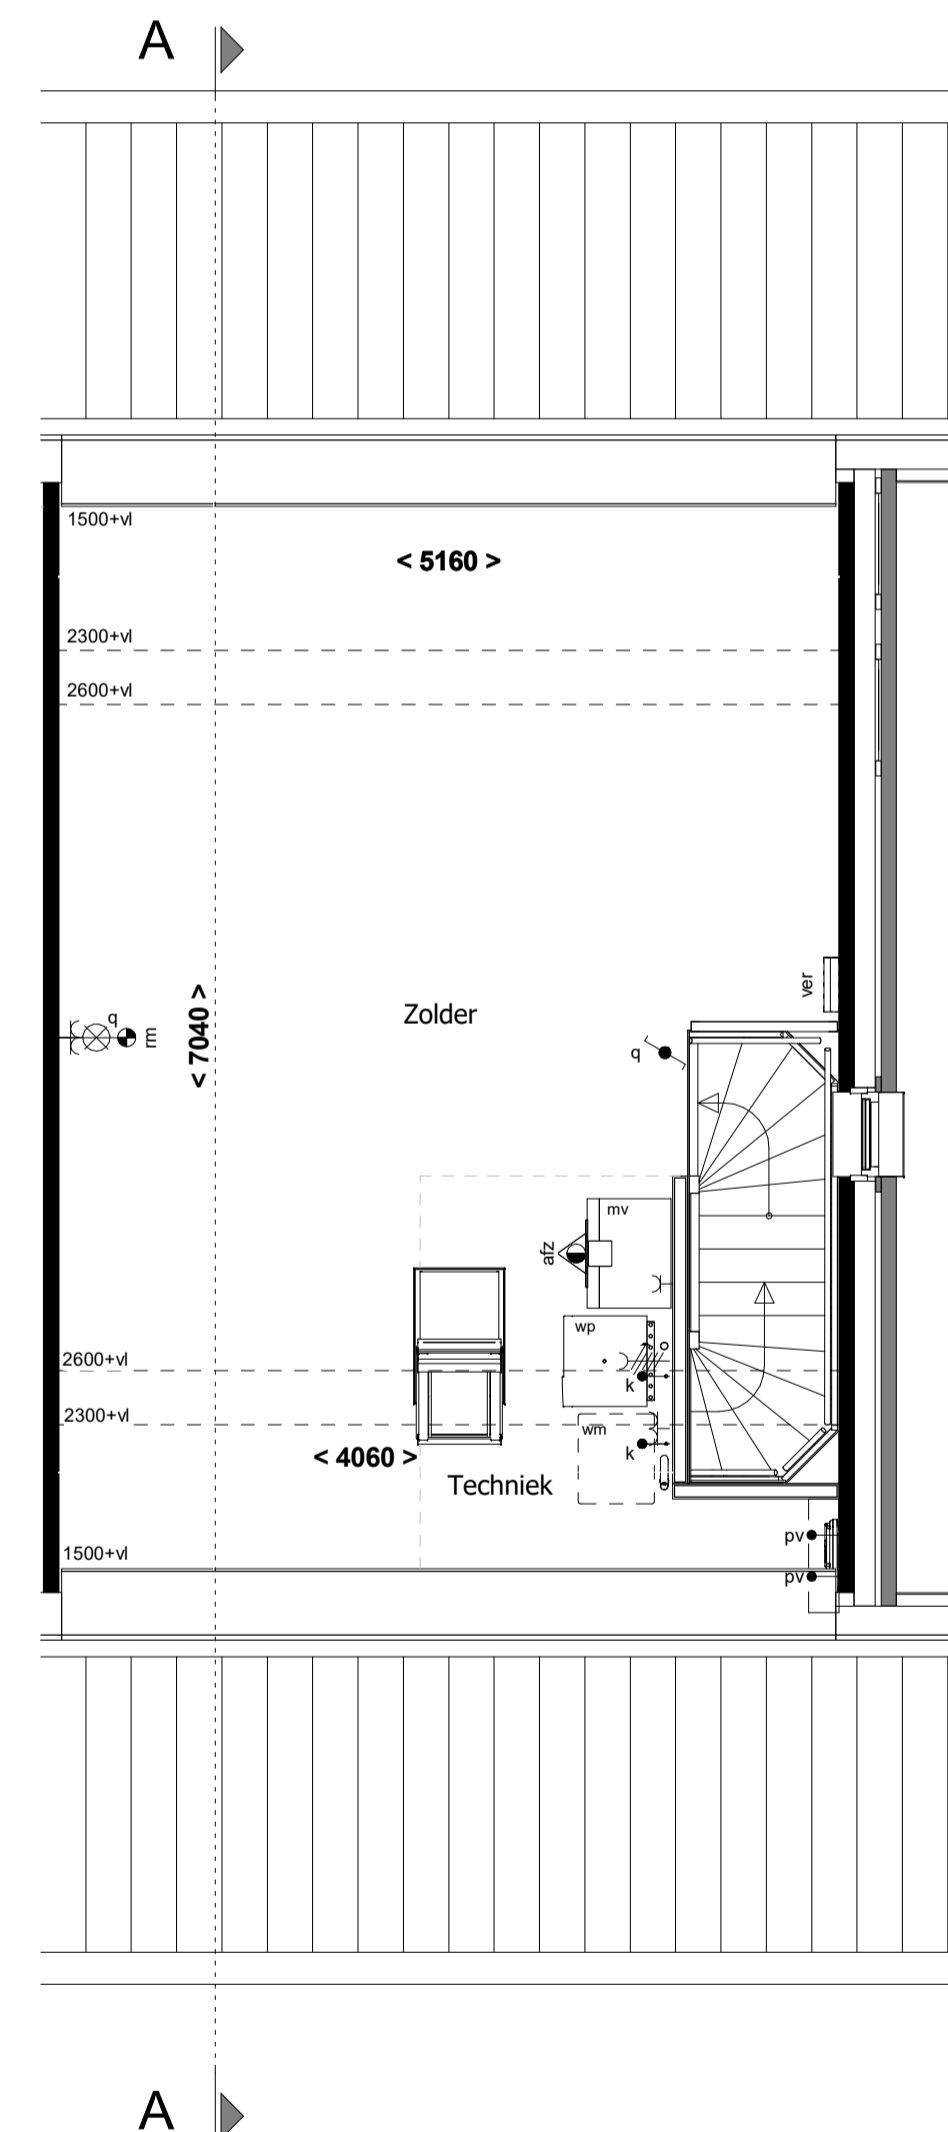 A
1500+vl
< 5160 >
2300+vl
2600+vl
ver
< 7040 >
Zolder
q
rm
q
mv
afz
wp
2600+vl
k
2300+vl
wm
k
< 4060 >
Techniek
pv
1500+vl
pv
A